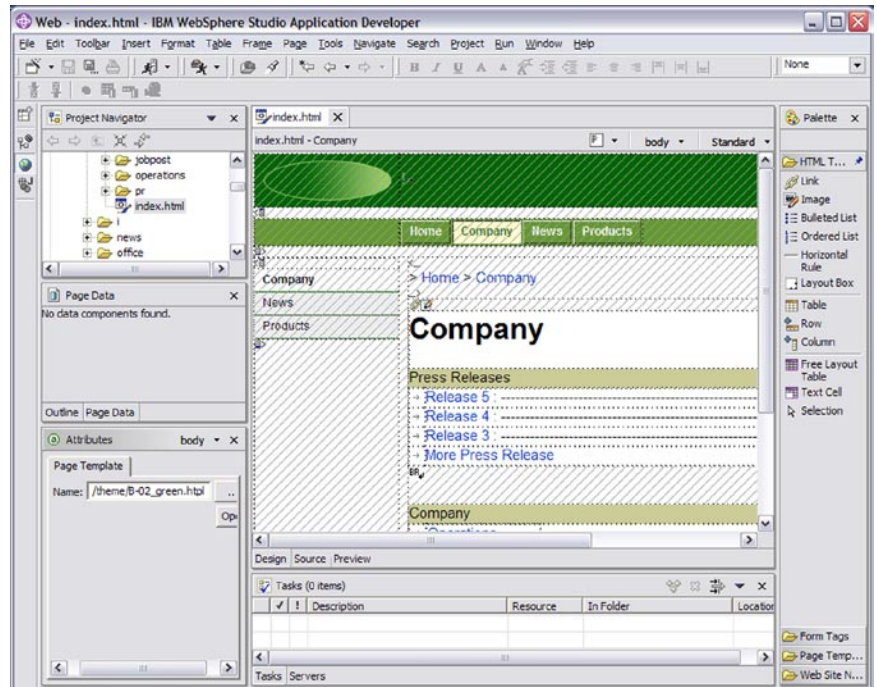 Web - index.html - IBM WebSphere Studio Application Developer
File Edit Toolbar Insert Format Table Frame Page Tools Navigate Search Project Run Window Help
B I U A A
None
Project Navigator
jobpost
operations
pr
index.html
i
news
office
Page Data
No data components found.
Outline Page Data
Attributes body
Page Template
Name: /theme/B-02_green.htpl ..
Ope
index.html
index.html - Company body Standard
Home Company News Products
Company
News
Products
> Home > Company
Company
Press Releases
Release 5 :
Release 4 :
Release 3 :
More Press Release
BR
Company
Operations
Design Source Preview
Tasks (0 items)
! Description Resource In Folder Location
Tasks Servers
Palette
HTML T...
Link
Image
Bulleted List
Ordered List
Horizontal
Rule
Layout Box
Table
Row
Column
Free Layout
Table
Text Cell
Selection
Form Tags
Page Temp...
Web Site N...